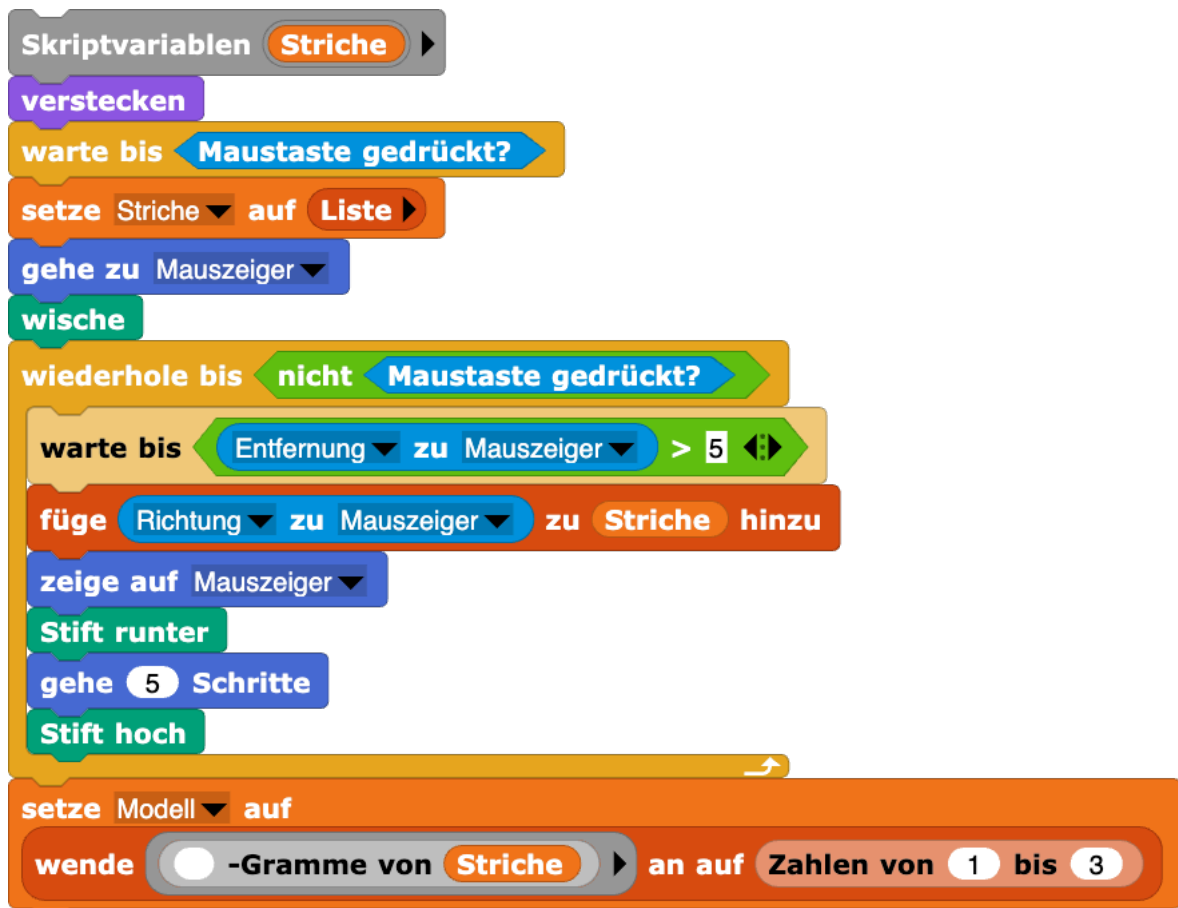 Skriptvariablen Striche
verstecken
warte bis Maustaste gedrückt?
setze Striche auf Liste
gehe zu Mauszeiger
wische
wiederhole bis nicht Maustaste gedrückt?
warte bis Entfernung zu Mauszeiger > 5
füge Richtung zu Mauszeiger zu Striche hinzu
zeige auf Mauszeiger
Stift runter
gehe 5 Schritte
Stift hoch
setze Modell auf
wende -Gramme von Striche an auf Zahlen von 1 bis 3